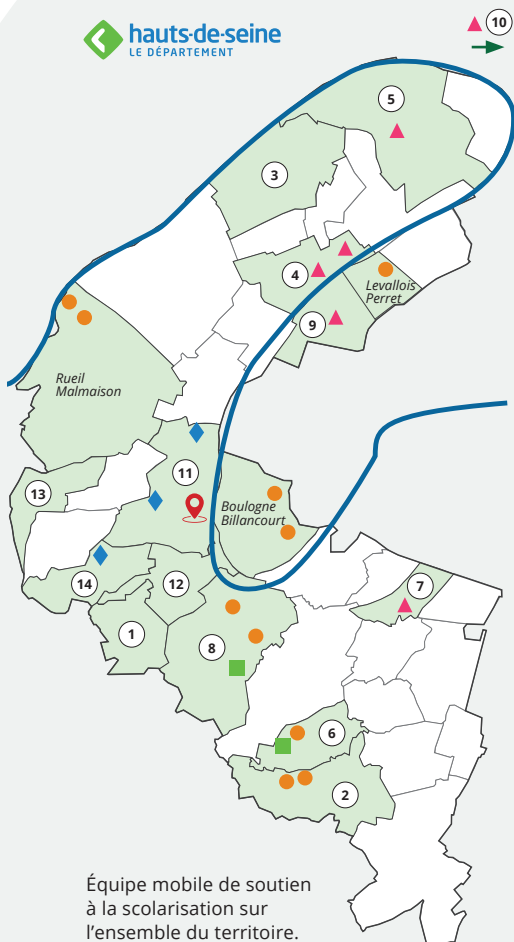 hauts-de-seine
LE DÉPARTEMENT
10
5
3
4
Levallois
Perret
9
Rueil
Malmaison
11
13
Boulogne
Billancourt
14
12
7
1
8
6
2
Équipe mobile de soutien
à la scolarisation sur
l’ensemble du territoire.